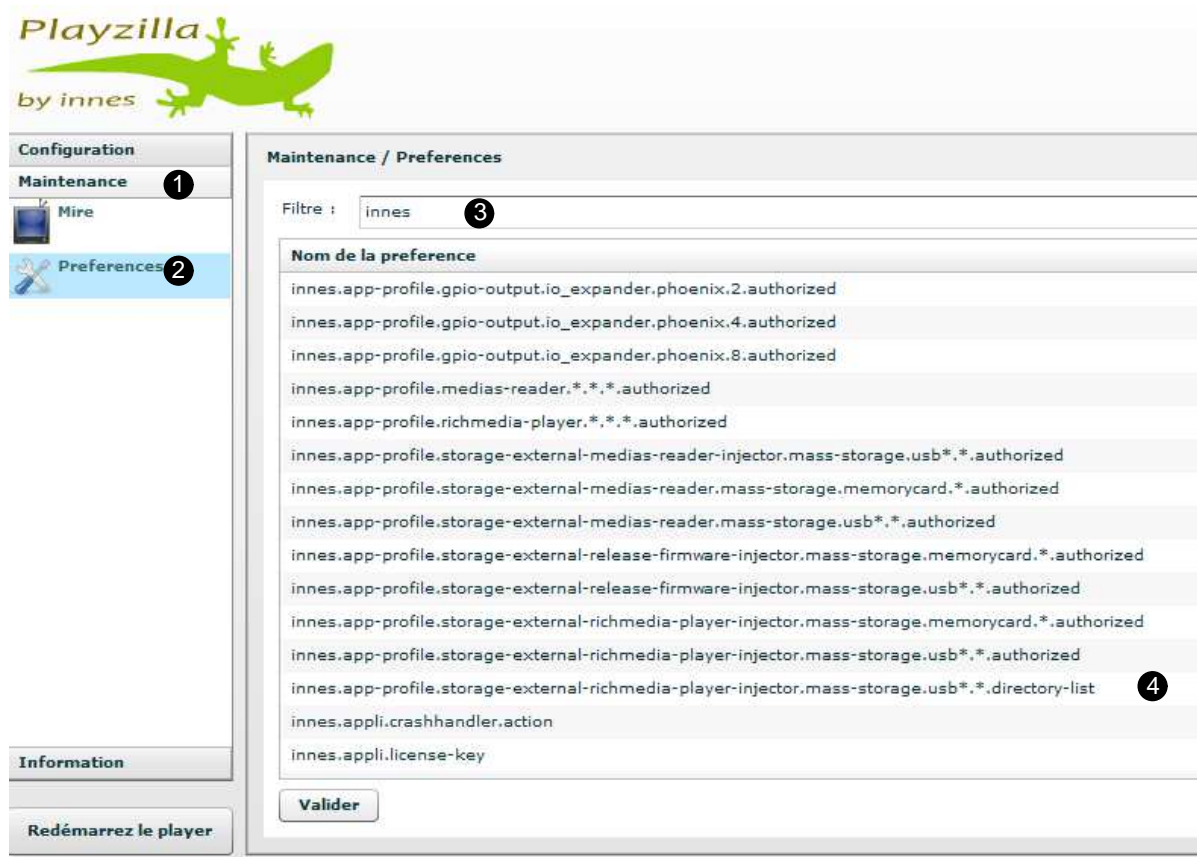 Playzilla
by innes
Configuration
Maintenance 1
Mire
Preferences 2
Information
Redémarrez le player
Maintenance / Preferences
Filtre : innes 3
Nom de la preference
innes.app-profile.gpio-output.io_expander.phoenix.2.authorized
innes.app-profile.gpio-output.io_expander.phoenix.4.authorized
innes.app-profile.gpio-output.io_expander.phoenix.8.authorized
innes.app-profile.medias-reader.*.*.*.authorized
innes.app-profile.richmedia-player.*.*.*.authorized
innes.app-profile.storage-external-medias-reader-injector.mass-storage.usb*.*.authorized
innes.app-profile.storage-external-medias-reader.mass-storage.memorycard.*.authorized
innes.app-profile.storage-external-medias-reader.mass-storage.usb*.*.authorized
innes.app-profile.storage-external-release-firmware-injector.mass-storage.memorycard.*.authorized
innes.app-profile.storage-external-release-firmware-injector.mass-storage.usb*.*.authorized
innes.app-profile.storage-external-richmedia-player-injector.mass-storage.memorycard.*.authorized
innes.app-profile.storage-external-richmedia-player-injector.mass-storage.usb*.*.authorized
innes.app-profile.storage-external-richmedia-player-injector.mass-storage.usb*.*.directory-list 4
innes.appli.crashhandler.action
innes.appli.license-key
Valider